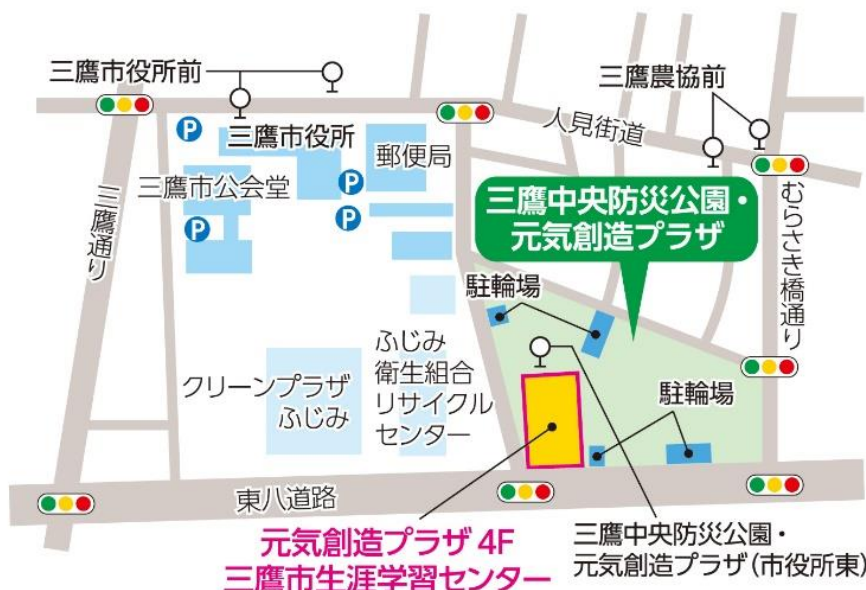 三鷹市役所前
三鷹農協前
P
三鷹市役所
郵便局
人見街道
三鷹市公会堂
P
P
P
三鷹通り
むらさき橋通り
三鷹中央防災公園・
元気創造プラザ
駐輪場
ふじみ
衛生組合
リサイクル
センター
クリーンプラザ
ふじみ
駐輪場
東八道路
元気創造プラザ 4F
三鷹市生涯学習センター
三鷹中央防災公園・
元気創造プラザ(市役所東)